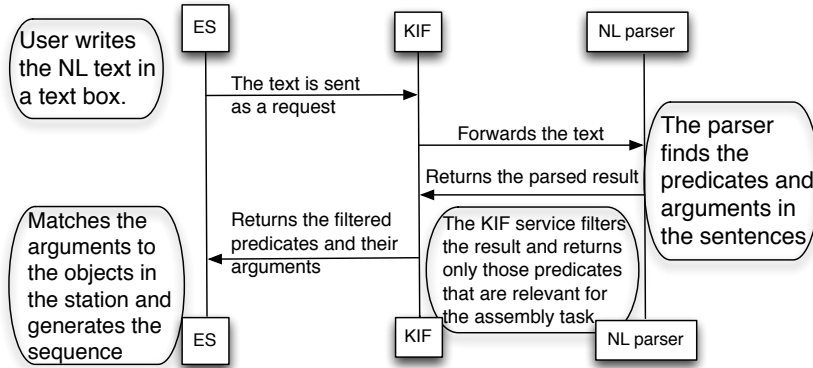 ES
KIF
NL parser
User writes
the NL text in
a text box.
The text is sent
as a request
Forwards the text
The parser
finds the
predicates and
arguments in
the sentences
Returns the parsed result
The KIF service filters
the result and returns
only those predicates
that are relevant for
the assembly task
Returns the filtered
predicates and their
arguments
Matches the
arguments to
the objects in
the station and
generates the
sequence
ES
KIF
NL parser